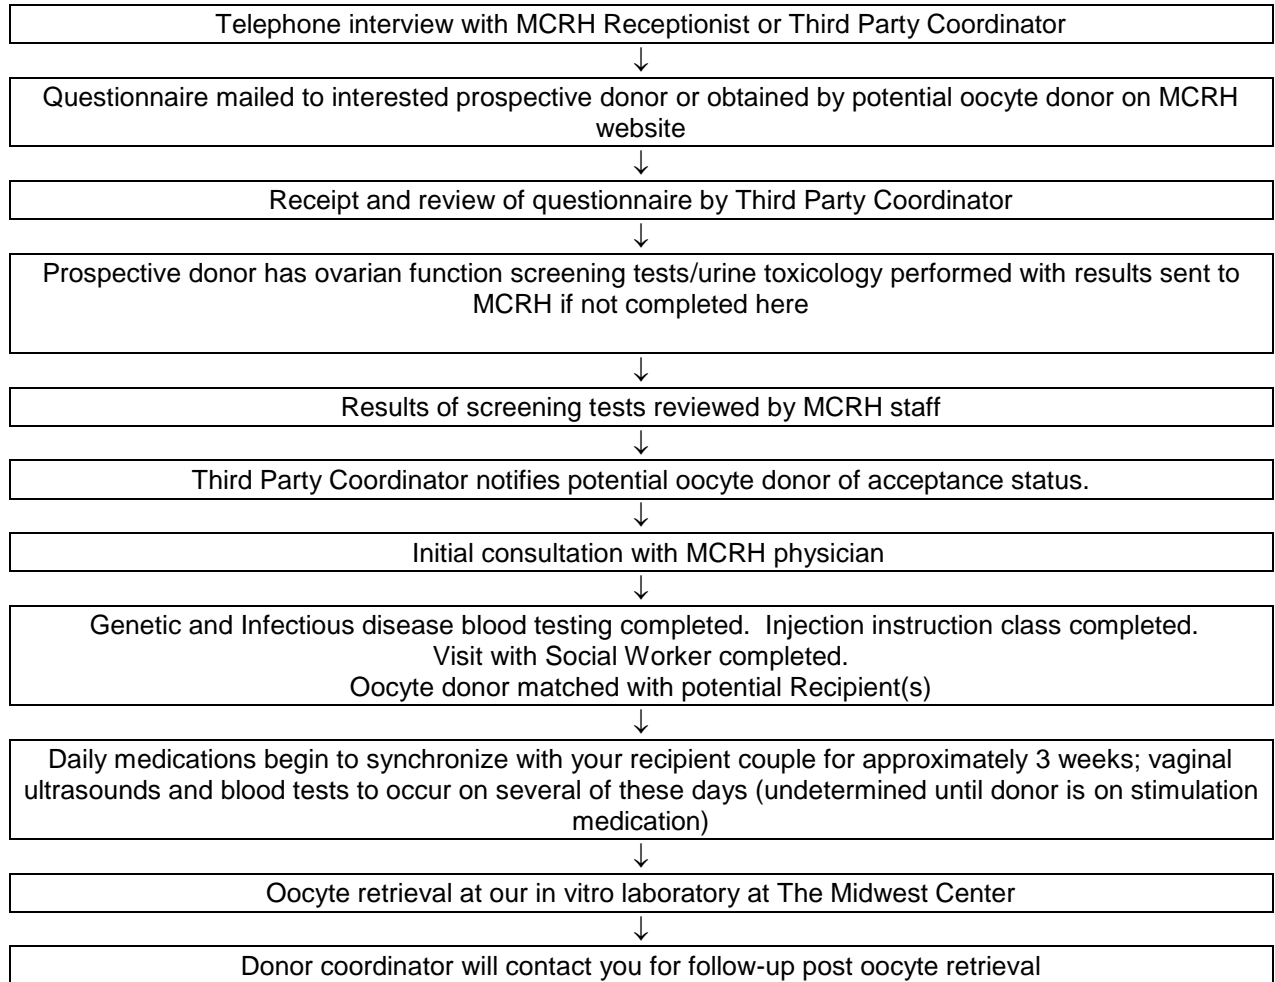 Telephone interview with MCRH Receptionist or Third Party Coordinator
↓
Questionnaire mailed to interested prospective donor or obtained by potential oocyte donor on MCRH
website
↓
Receipt and review of questionnaire by Third Party Coordinator
↓
Prospective donor has ovarian function screening tests/urine toxicology performed with results sent to
MCRH if not completed here
↓
Results of screening tests reviewed by MCRH staff
↓
Third Party Coordinator notifies potential oocyte donor of acceptance status.
↓
Initial consultation with MCRH physician
↓
Genetic and Infectious disease blood testing completed.  Injection instruction class completed.
Visit with Social Worker completed.
Oocyte donor matched with potential Recipient(s)
↓
Daily medications begin to synchronize with your recipient couple for approximately 3 weeks; vaginal
ultrasounds and blood tests to occur on several of these days (undetermined until donor is on stimulation
medication)
↓
Oocyte retrieval at our in vitro laboratory at The Midwest Center
↓
Donor coordinator will contact you for follow-up post oocyte retrieval